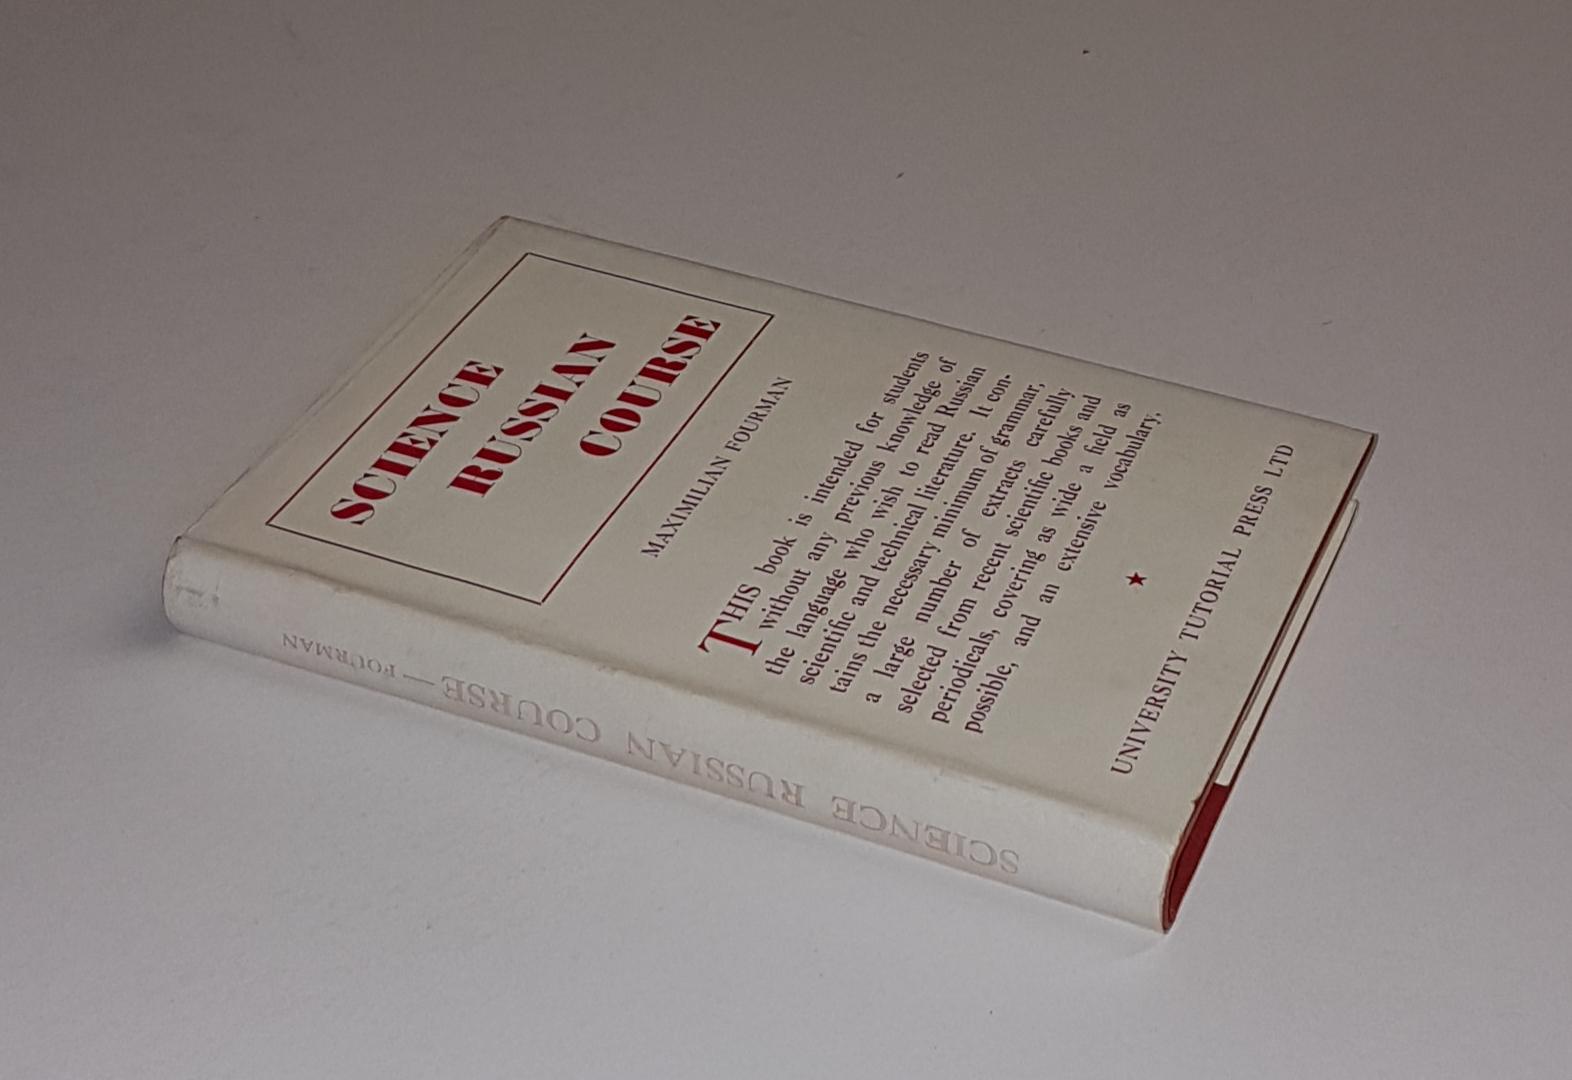 SCIENCE
RUSSIAN
COURSE
MAXIMILIAN FOURMAN
THIS book is intended for students
without any previous knowledge of
the language who wish to read Russian
scientific and technical literature. It con-
tains the necessary minimum of grammar,
a large number of extracts carefully
selected from recent scientific books and
periodicals, covering as wide a field as
possible, and an extensive vocabulary,
UNIVERSITY TUTORIAL PRESS LTD
SCIENCE RUSSIAN COURSE — FOURMAN